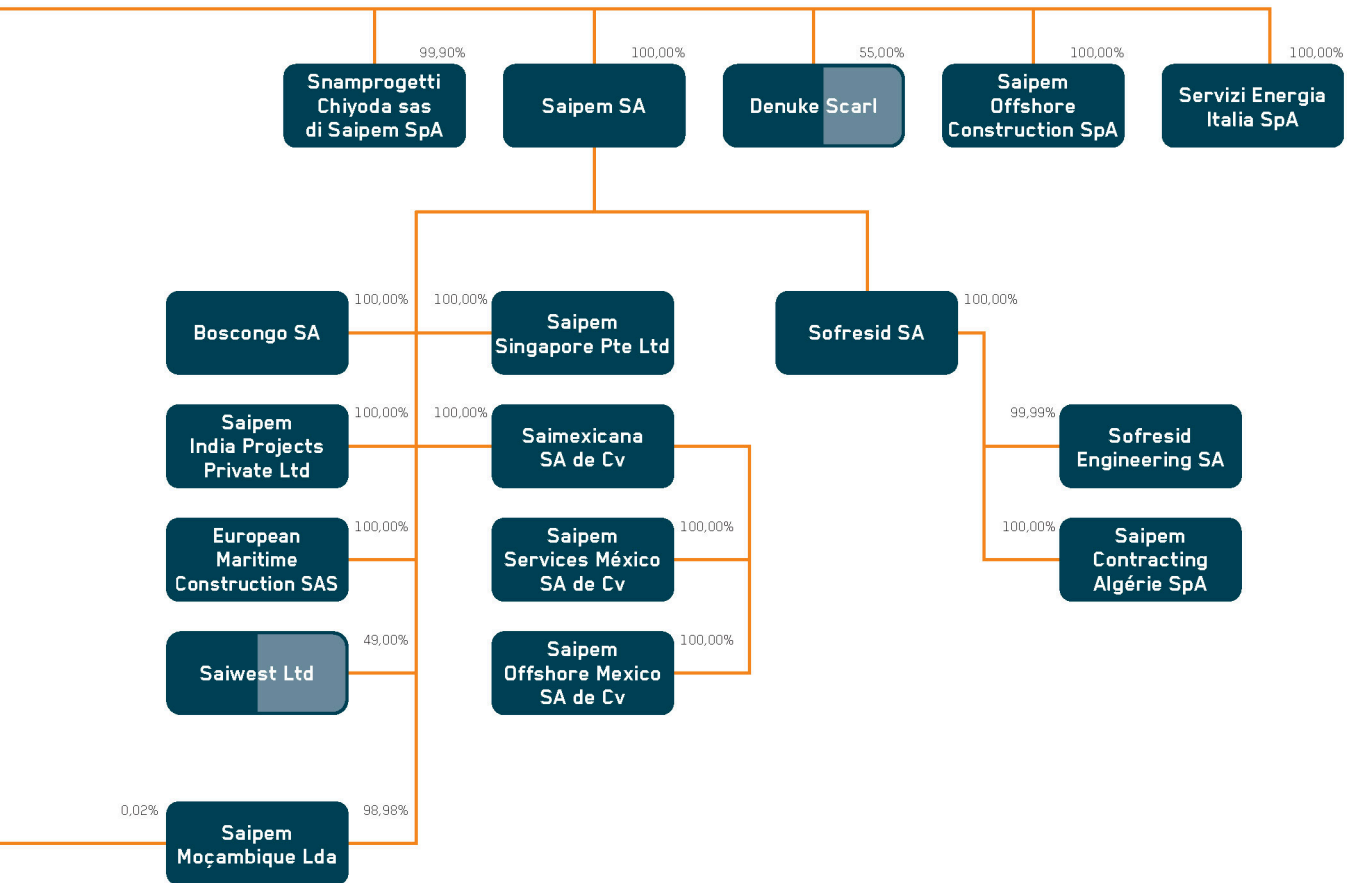 99,90%
100,00%
55,00%
100,00%
100,00%
Snamprogetti
Chiyoda sas
di Saipem SpA
Saipem SA
Denuke Scarl
Saipem
Offshore
Construction SpA
Servizi Energia
Italia SpA
100,00%
100,00%
100,00%
Boscongo SA
Saipem
Singapore Pte Ltd
Sofresid SA
100,00%
100,00%
99,99%
Saipem
India Projects
Private Ltd
Saimexicana
SA de Cv
Sofresid
Engineering SA
100,00%
100,00%
100,00%
European
Maritime
Construction SAS
Saipem
Services México
SA de Cv
Saipem
Contracting
Algérie SpA
49,00%
100,00%
Saiwest Ltd
Saipem
Offshore Mexico
SA de Cv
0,02%
98,98%
Saipem
Moçambique Lda